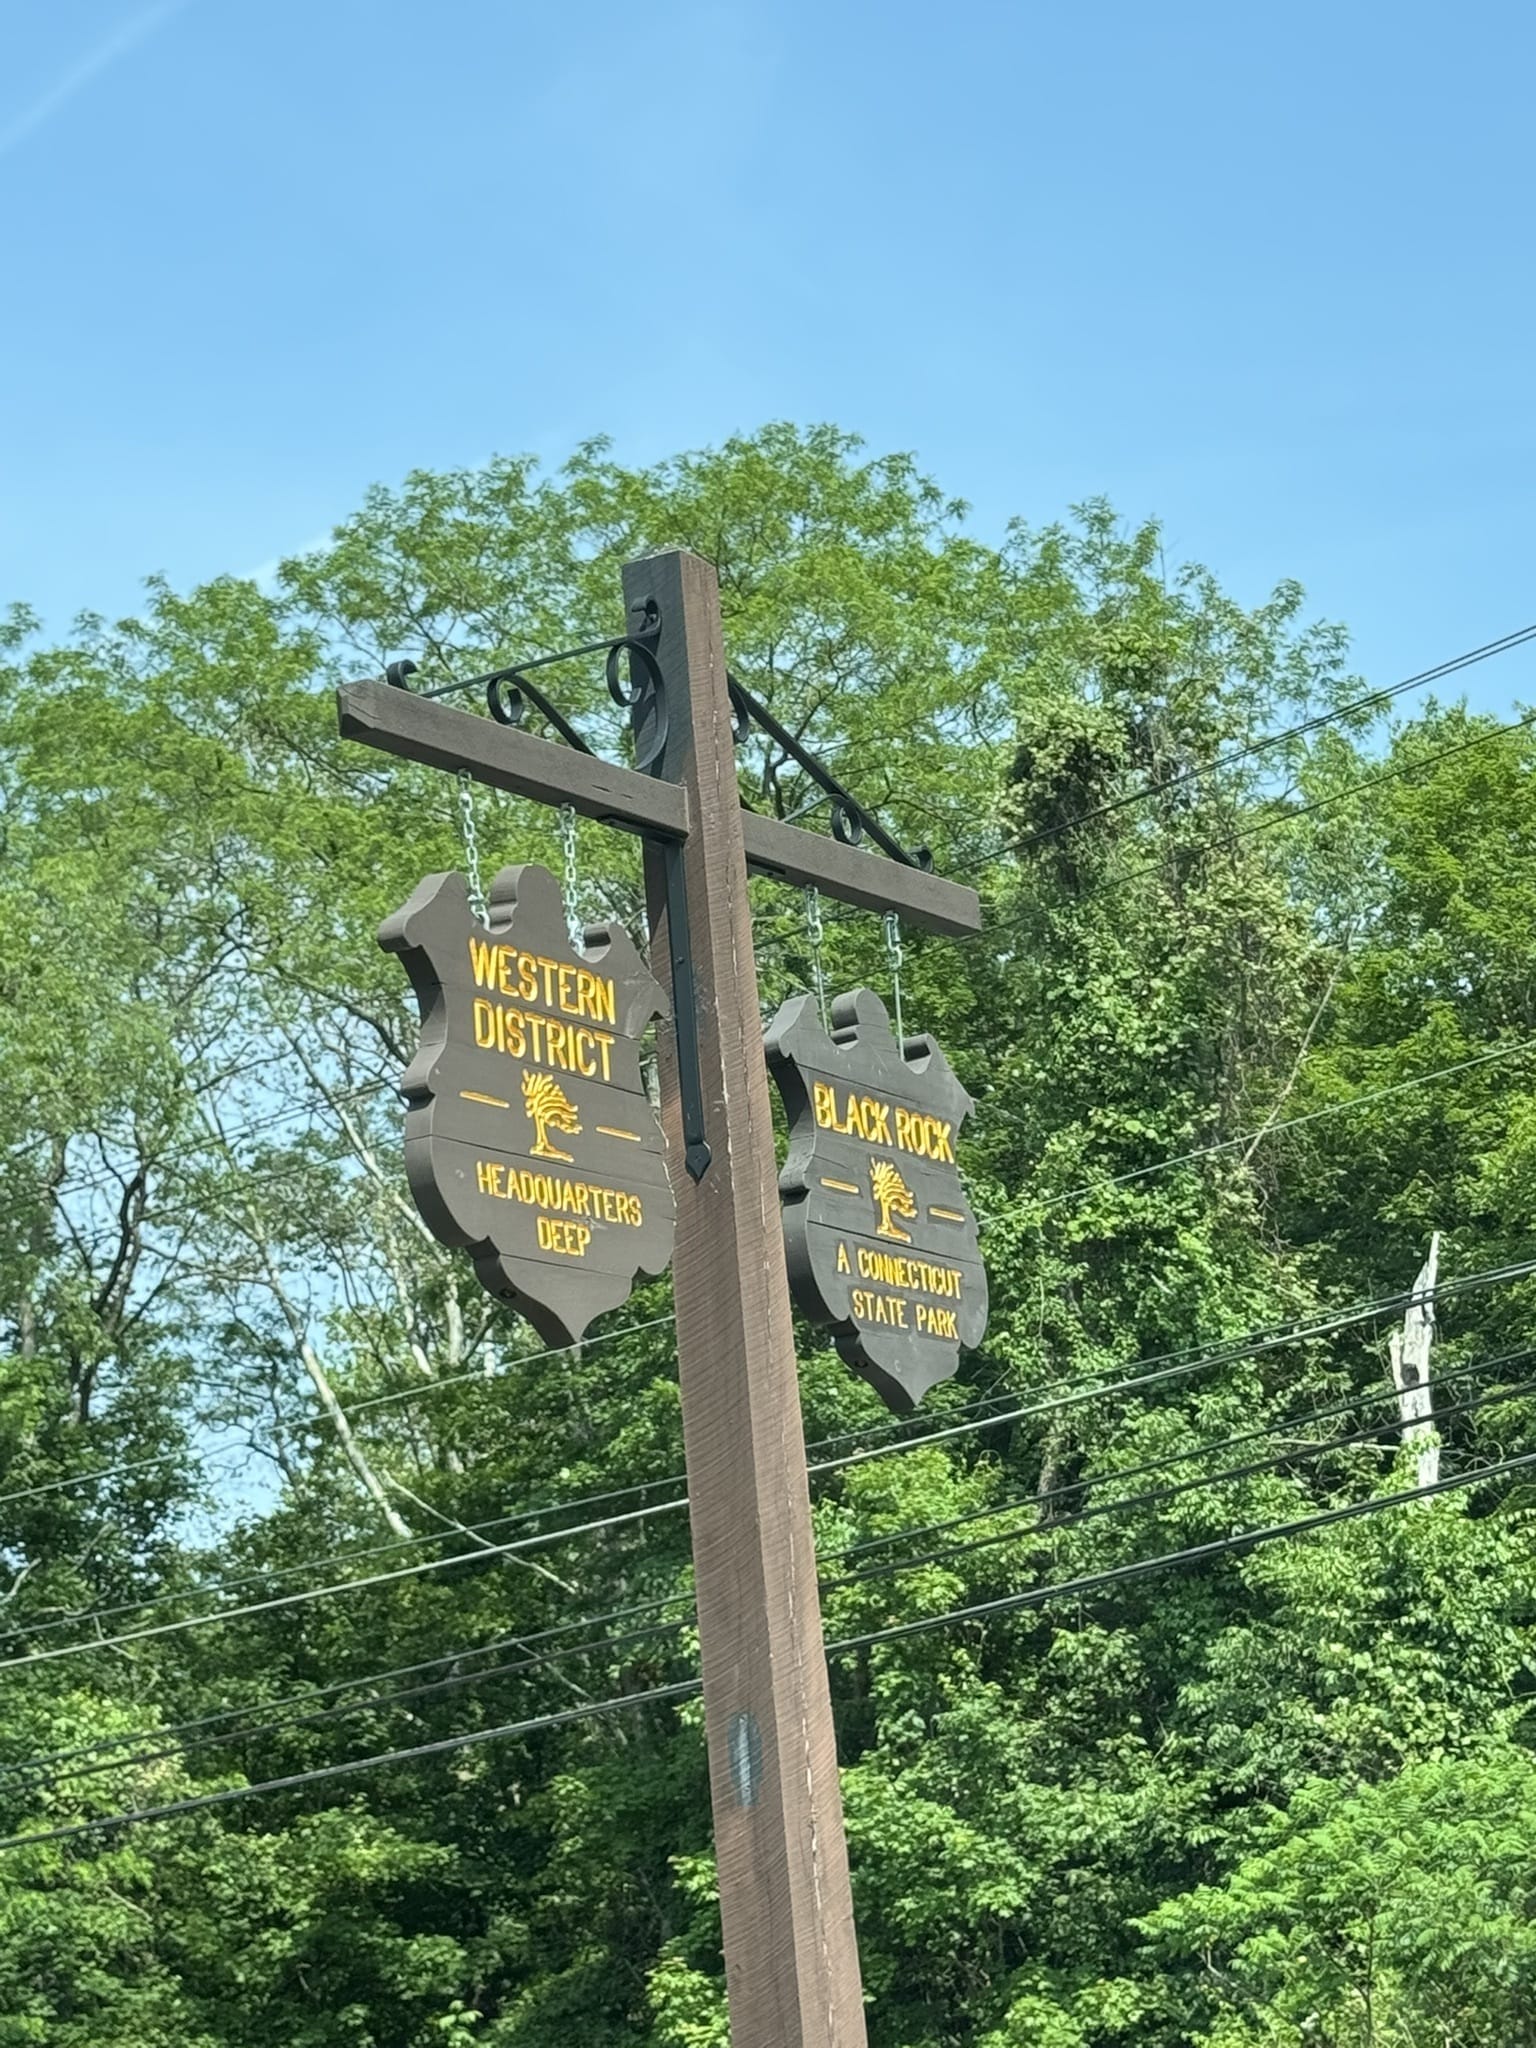 WESTERN
DISTRICT
HEADQUARTERS
DEEP
BLACK ROCK
A CONNECTICUT
STATE PARK